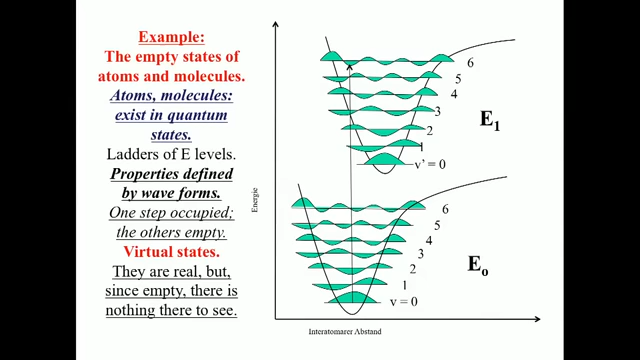 Example:
The empty states of
atoms and molecules.
Atoms, molecules:
exist in quantum
states.
Ladders of E levels.
Properties defined
by wave forms.
One step occupied;
the others empty.
Virtual states.
They are real, but,
since empty, there is
nothing there to see.
Energie
6
5
4
3
2
1
v' = 0
E1
6
5
4
3
2
1
v = 0
Eo
Interatomarer Abstand